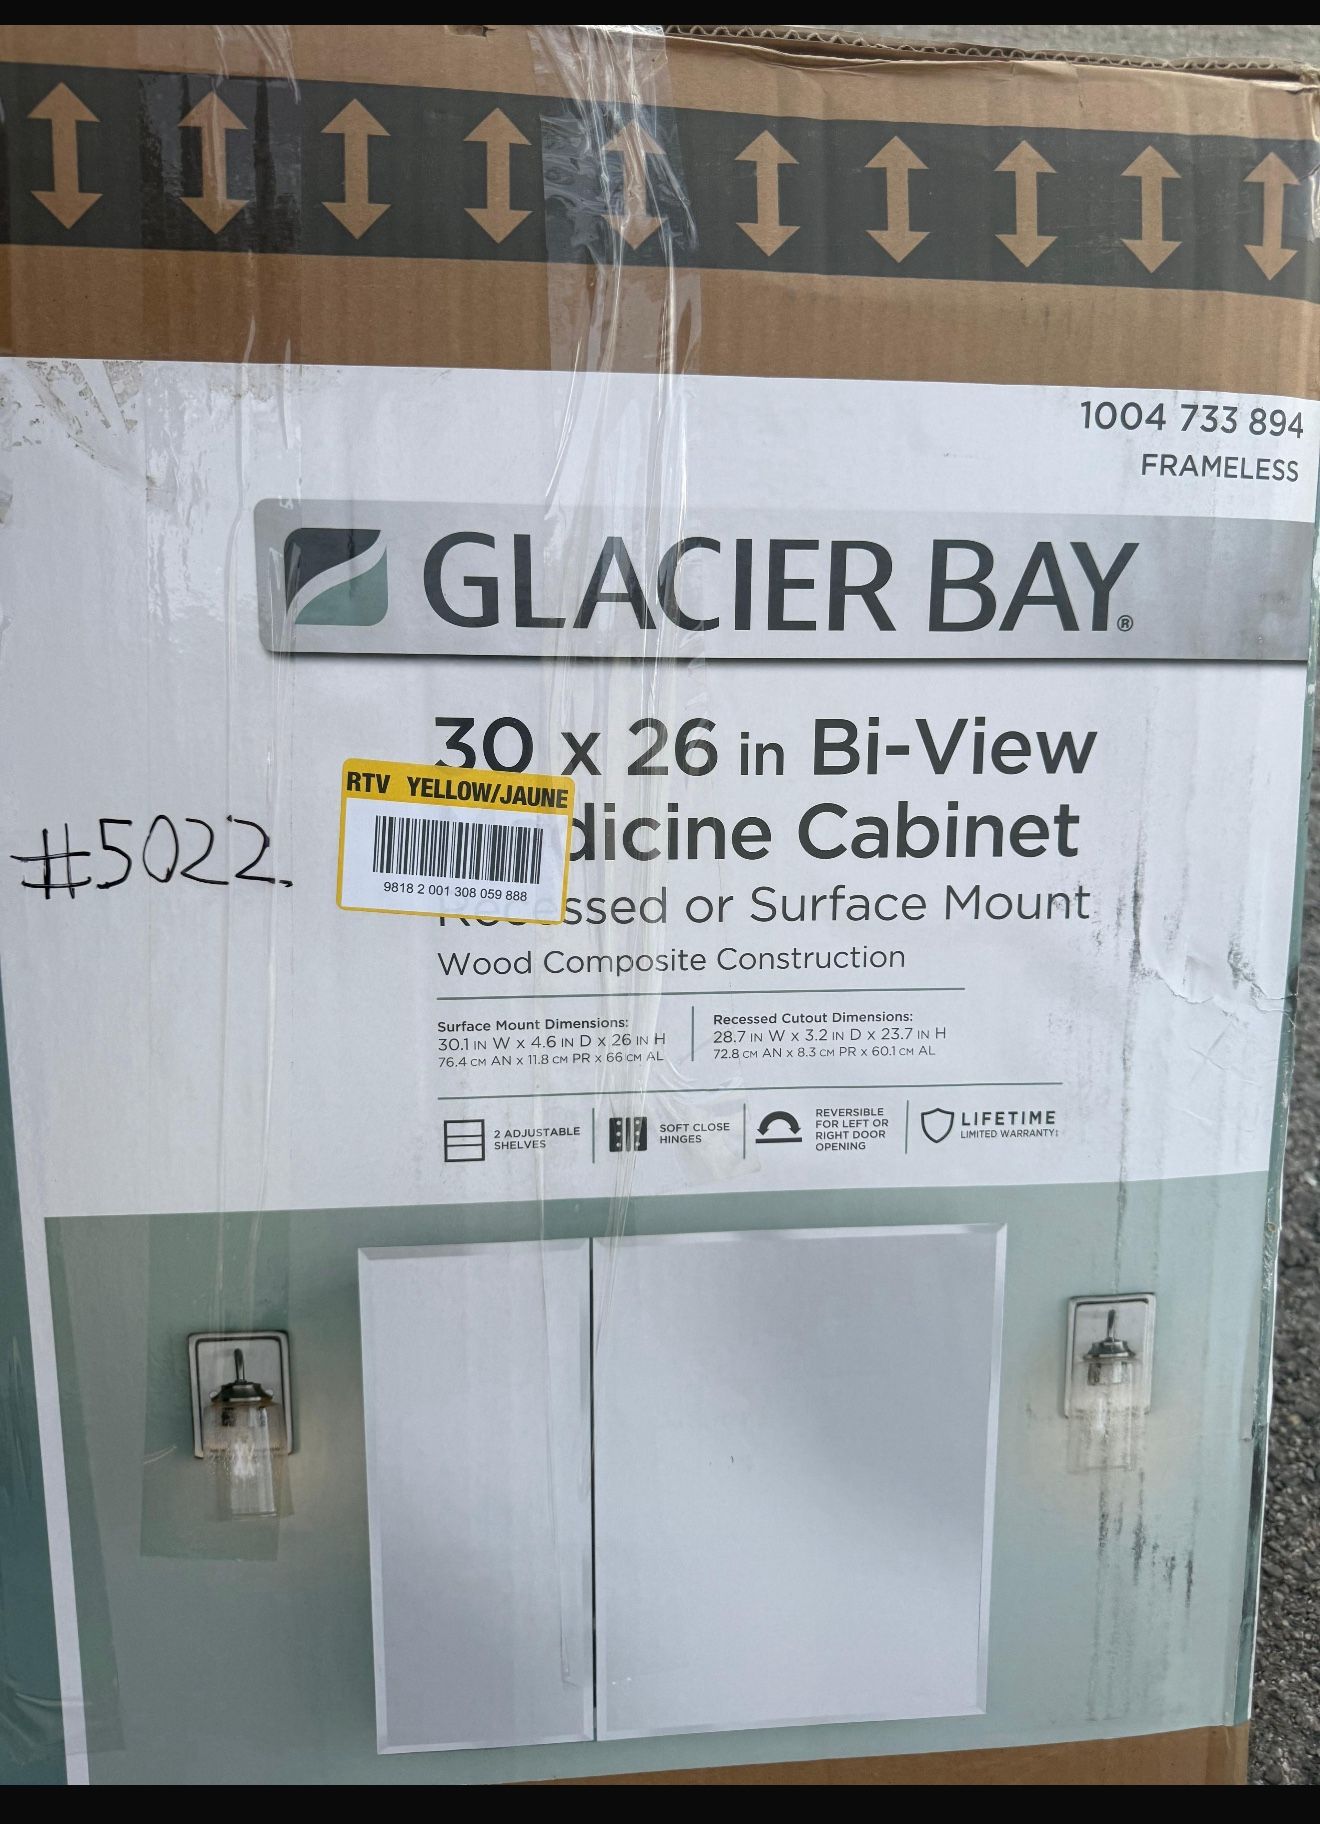 1004 733 894
FRAMELESS
GLACIER BAY®
30 x 26 in Bi-View
dicine Cabinet
RTV YELLOW/JAUNE
9818 2 001 308 059 888
#5022.
ssed or Surface Mount
Wood Composite Construction
Surface Mount Dimensions:
30.1 IN W x 4.6 IN D x 26 IN H
76.4 CM AN x 11.8 CM PR x 66 CM AL
Recessed Cutout Dimensions:
28.7 IN W x 3.2 IN D x 23.7 IN H
72.8 CM AN x 8.3 CM PR x 60.1 CM AL
2 ADJUSTABLE
SHELVES
SOFT CLOSE
HINGES
REVERSIBLE
FOR LEFT OR
RIGHT DOOR
OPENING
LIFETIME
LIMITED WARRANTY‡